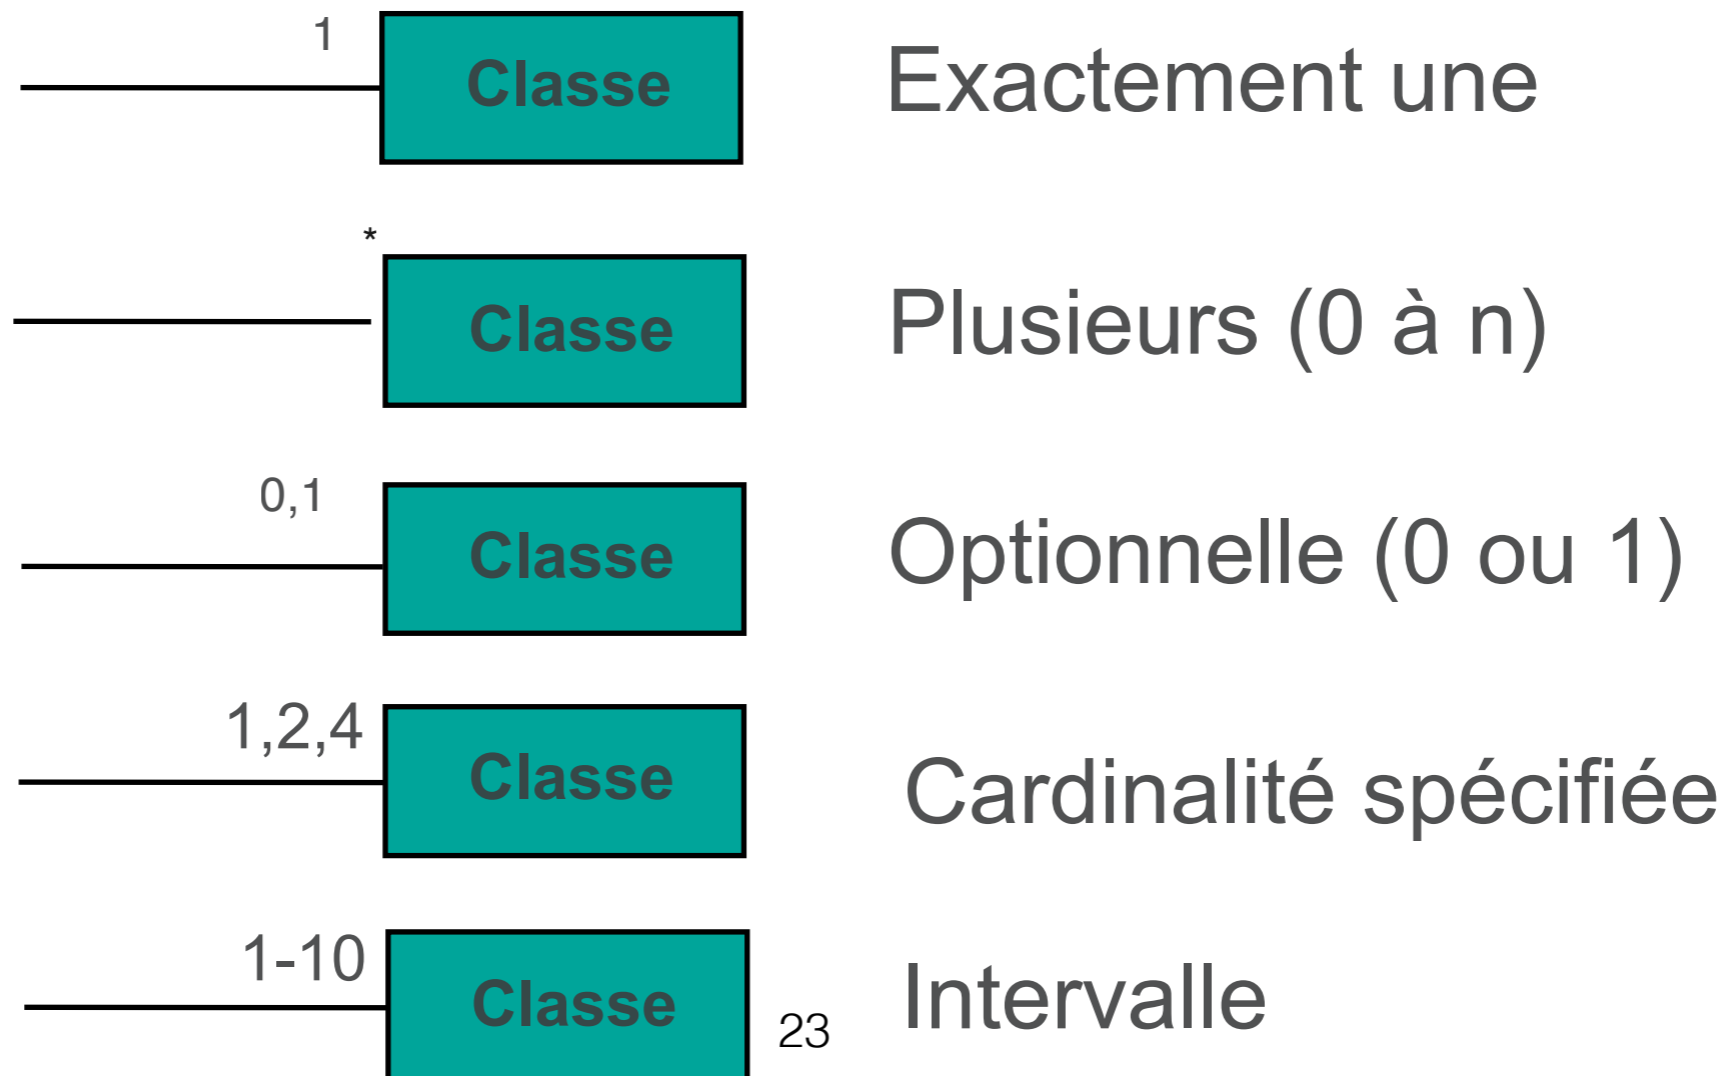 1
Classe
Exactement une
*
Classe
Plusieurs (0 à n)
0,1
Classe
Optionnelle (0 ou 1)
1,2,4
Classe
Cardinalité spécifiée
1-10
Classe
23
Intervalle